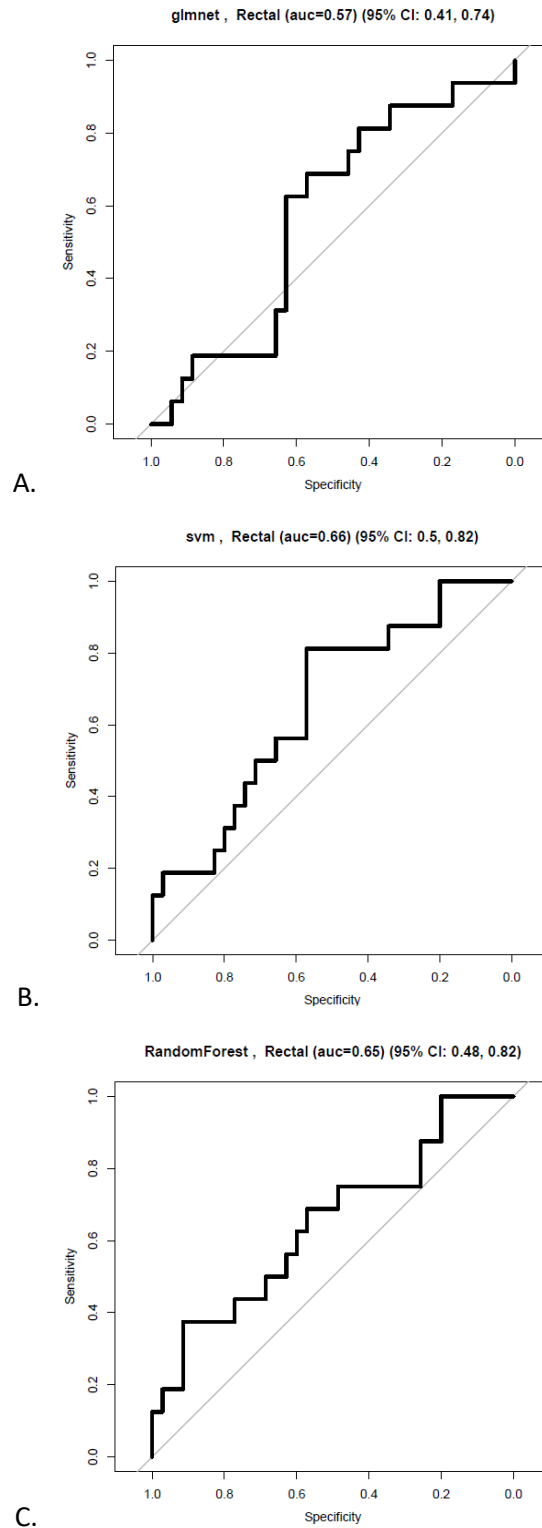 glmnet , Rectal (auc=0.57) (95% CI: 0.41, 0.74)
1.0
0.8
0.6
0.4
0.2
0.0
Sensitivity
1.0 0.8 0.6 0.4 0.2 0.0
Specificity
A.
svm , Rectal (auc=0.66) (95% CI: 0.5, 0.82)
1.0
0.8
0.6
0.4
0.2
0.0
Sensitivity
1.0 0.8 0.6 0.4 0.2 0.0
Specificity
B.
RandomForest , Rectal (auc=0.65) (95% CI: 0.48, 0.82)
1.0
0.8
0.6
0.4
0.2
0.0
Sensitivity
1.0 0.8 0.6 0.4 0.2 0.0
Specificity
C.